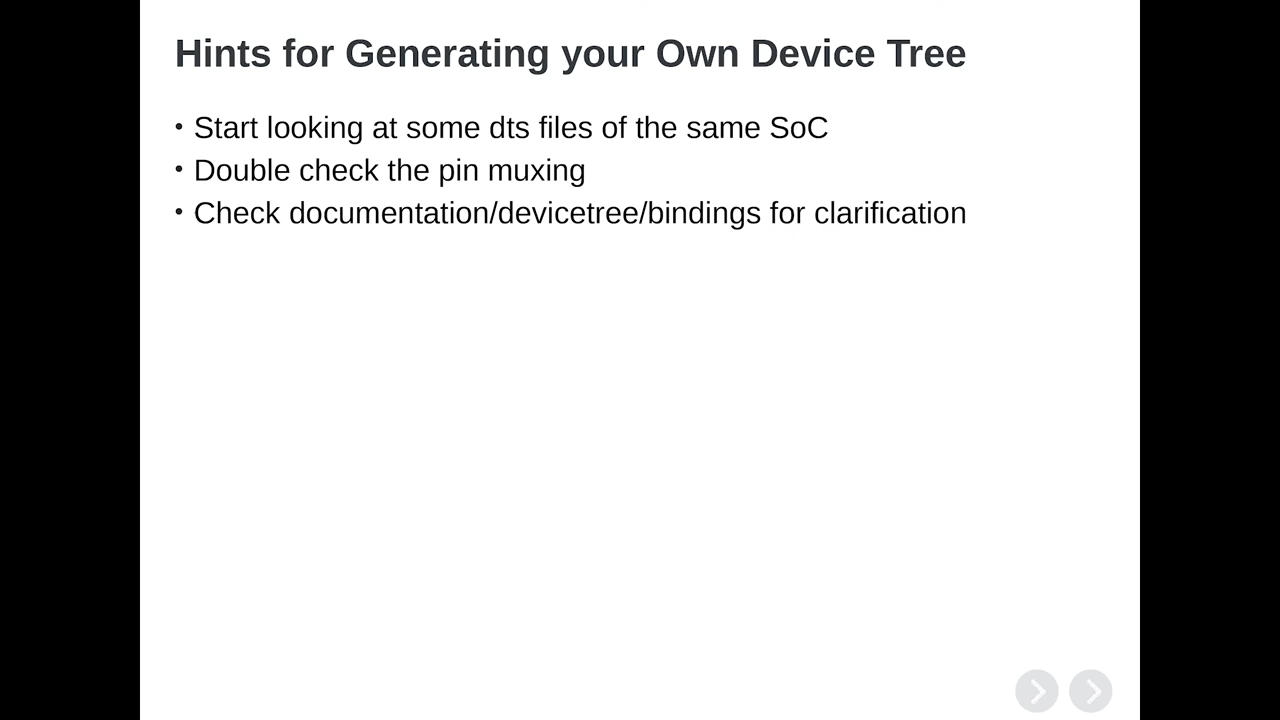 Hints for Generating your Own Device Tree
• Start looking at some dts files of the same SoC
• Double check the pin muxing
• Check documentation/devicetree/bindings for clarification